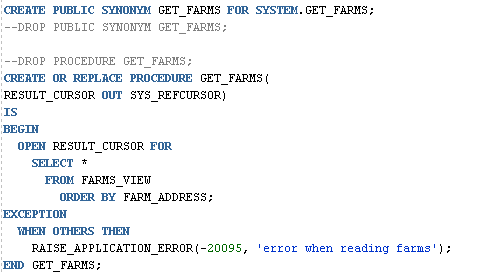 CREATE PUBLIC SYNONYM GET_FARMS FOR SYSTEM.GET_FARMS;
--DROP PUBLIC SYNONYM GET_FARMS;

--DROP PROCEDURE GET_FARMS;
CREATE OR REPLACE PROCEDURE GET_FARMS(
RESULT_CURSOR OUT SYS_REFCURSOR)
IS
BEGIN
  OPEN RESULT_CURSOR FOR
    SELECT *
      FROM FARMS_VIEW
        ORDER BY FARM_ADDRESS;
EXCEPTION
  WHEN OTHERS THEN
    RAISE_APPLICATION_ERROR(-20095, 'error when reading farms');
END GET_FARMS;